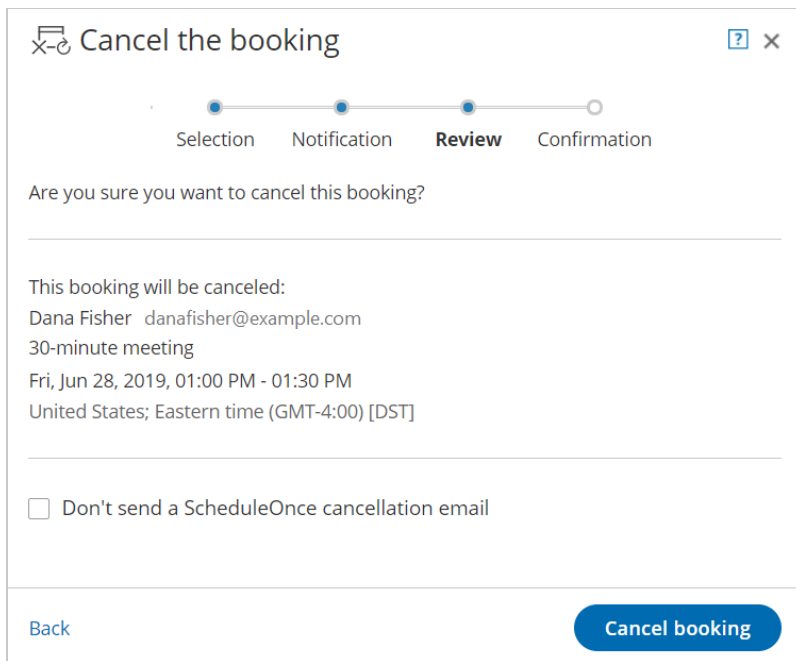 Cancel the booking
?
Selection Notification Review Confirmation
Are you sure you want to cancel this booking?
This booking will be canceled:
Dana Fisher danafisher@example.com
30-minute meeting
Fri, Jun 28, 2019, 01:00 PM - 01:30 PM
United States; Eastern time (GMT-4:00) [DST]
Don't send a ScheduleOnce cancellation email
Back Cancel booking